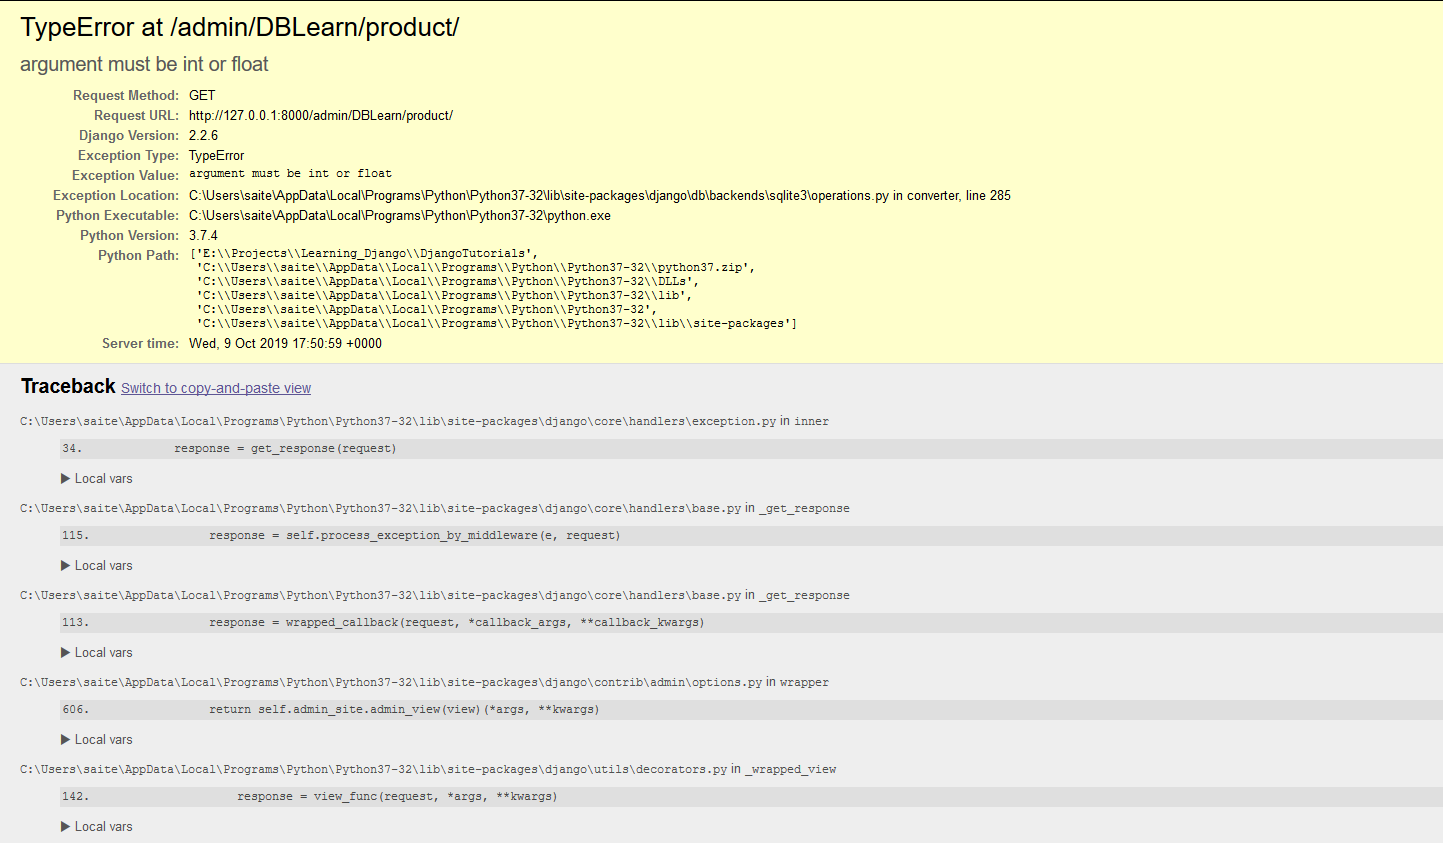 TypeError at /admin/DBLearn/product/
argument must be int or float
Request Method: GET
Request URL: http://127.0.0.1:8000/admin/DBLearn/product/
Django Version: 2.2.6
Exception Type: TypeError
Exception Value: argument must be int or float
Exception Location: C:\Users\saite\AppData\Local\Programs\Python\Python37-32\lib\site-packages\django\db\backends\sqlite3\operations.py in converter, line 285
Python Executable: C:\Users\saite\AppData\Local\Programs\Python\Python37-32\python.exe
Python Version: 3.7.4
Python Path: ['E:\\Projects\\Learning_Django\\DjangoTutorials',
'C:\\Users\\saite\\AppData\\Local\\Programs\\Python\\Python37-32\\python37.zip',
'C:\\Users\\saite\\AppData\\Local\\Programs\\Python\\Python37-32\\DLLs',
'C:\\Users\\saite\\AppData\\Local\\Programs\\Python\\Python37-32\\lib',
'C:\\Users\\saite\\AppData\\Local\\Programs\\Python\\Python37-32',
'C:\\Users\\saite\\AppData\\Local\\Programs\\Python\\Python37-32\\lib\\site-packages']
Server time: Wed, 9 Oct 2019 17:50:59 +0000
Traceback Switch to copy-and-paste view
C:\Users\saite\AppData\Local\Programs\Python\Python37-32\lib\site-packages\django\core\handlers\exception.py in inner
34. response = get_response(request)
▶ Local vars
C:\Users\saite\AppData\Local\Programs\Python\Python37-32\lib\site-packages\django\core\handlers\base.py in _get_response
115. response = self.process_exception_by_middleware(e, request)
▶ Local vars
C:\Users\saite\AppData\Local\Programs\Python\Python37-32\lib\site-packages\django\core\handlers\base.py in _get_response
113. response = wrapped_callback(request, *callback_args, **callback_kwargs)
▶ Local vars
C:\Users\saite\AppData\Local\Programs\Python\Python37-32\lib\site-packages\django\contrib\admin\options.py in wrapper
606. return self.admin_site.admin_view(view)(*args, **kwargs)
▶ Local vars
C:\Users\saite\AppData\Local\Programs\Python\Python37-32\lib\site-packages\django\utils\decorators.py in _wrapped_view
142. response = view_func(request, *args, **kwargs)
▶ Local vars